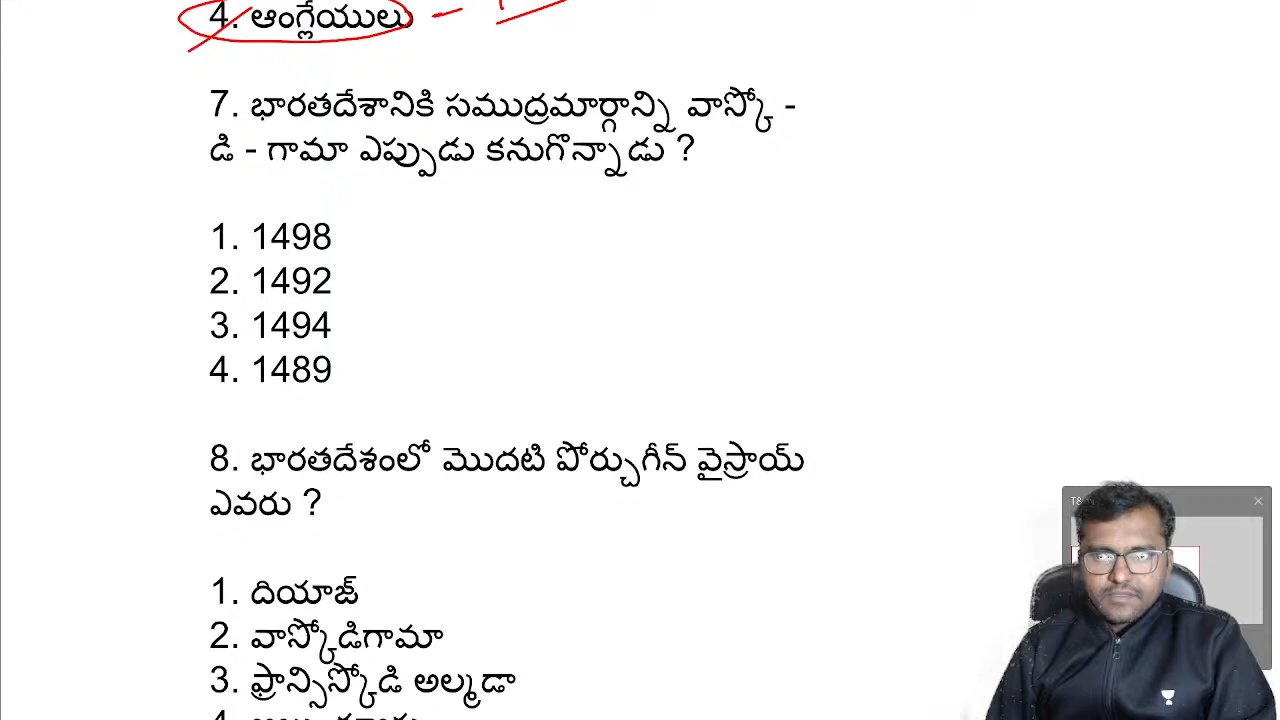 4. ఆంగ్లేయులు
7. భారతదేశానికి సముద్రమార్గాన్ని వాస్కో -
డి - గామా ఎప్పుడు కనుగొన్నాడు ?
1. 1498
2. 1492
3. 1494
4. 1489
8. భారతదేశంలో మొదటి పోర్చుగీస్ వైస్రాయ్
ఎవరు ?
1. దియాజ్
2. వాస్కోడిగామా
3. ఫ్రాన్సిస్కోడి అల్మడా
4.